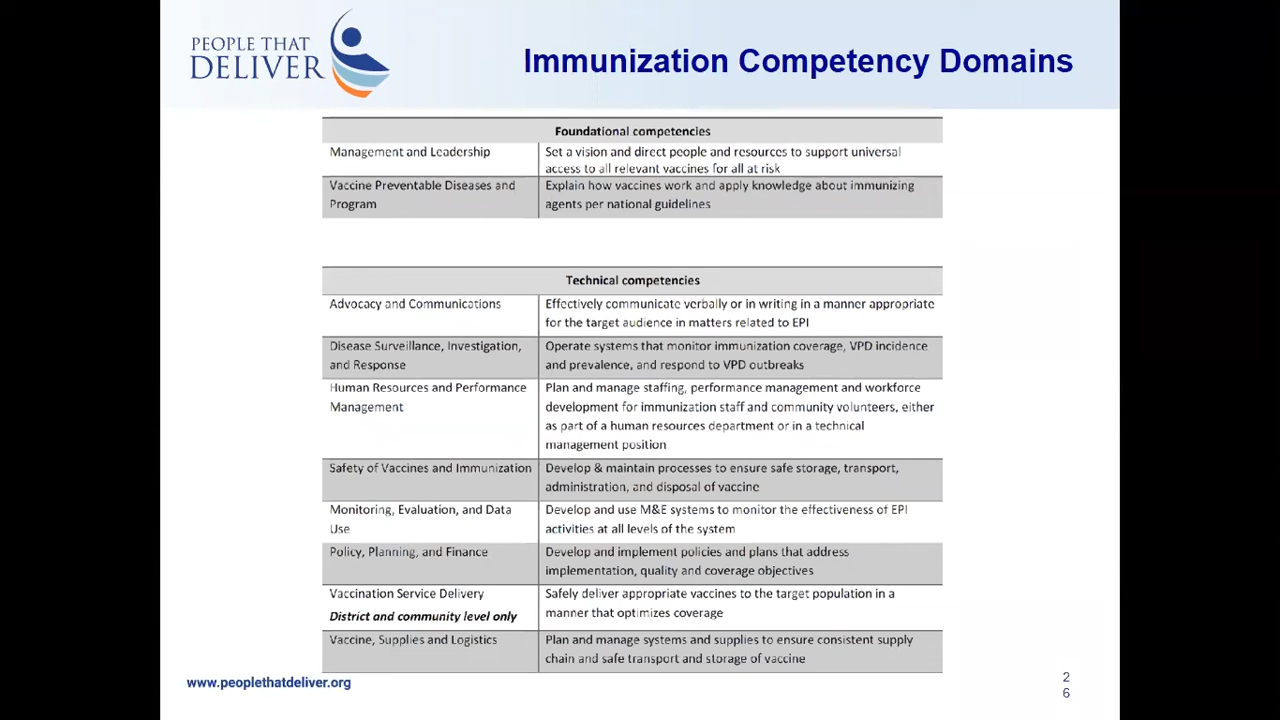 PEOPLE THAT
DELIVER
Immunization Competency Domains
Foundational competencies
Management and Leadership
Set a vision and direct people and resources to support universal
access to all relevant vaccines for all at risk
Vaccine Preventable Diseases and
Program
Explain how vaccines work and apply knowledge about immunizing
agents per national guidelines
Technical competencies
Advocacy and Communications
Effectively communicate verbally or in writing in a manner appropriate
for the target audience in matters related to EPI
Disease Surveillance, Investigation,
and Response
Operate systems that monitor immunization coverage, VPD incidence
and prevalence, and respond to VPD outbreaks
Human Resources and Performance
Management
Plan and manage staffing, performance management and workforce
development for immunization staff and community volunteers, either
as part of a human resources department or in a technical
management position
Safety of Vaccines and Immunization
Develop & maintain processes to ensure safe storage, transport,
administration, and disposal of vaccine
Monitoring, Evaluation, and Data
Use
Develop and use M&E systems to monitor the effectiveness of EPI
activities at all levels of the system
Policy, Planning, and Finance
Develop and implement policies and plans that address
implementation, quality and coverage objectives
Vaccination Service Delivery
District and community level only
Safely deliver appropriate vaccines to the target population in a
manner that optimizes coverage
Vaccine, Supplies and Logistics
Plan and manage systems and supplies to ensure consistent supply
chain and safe transport and storage of vaccine
www.peoplethatdeliver.org
2
6